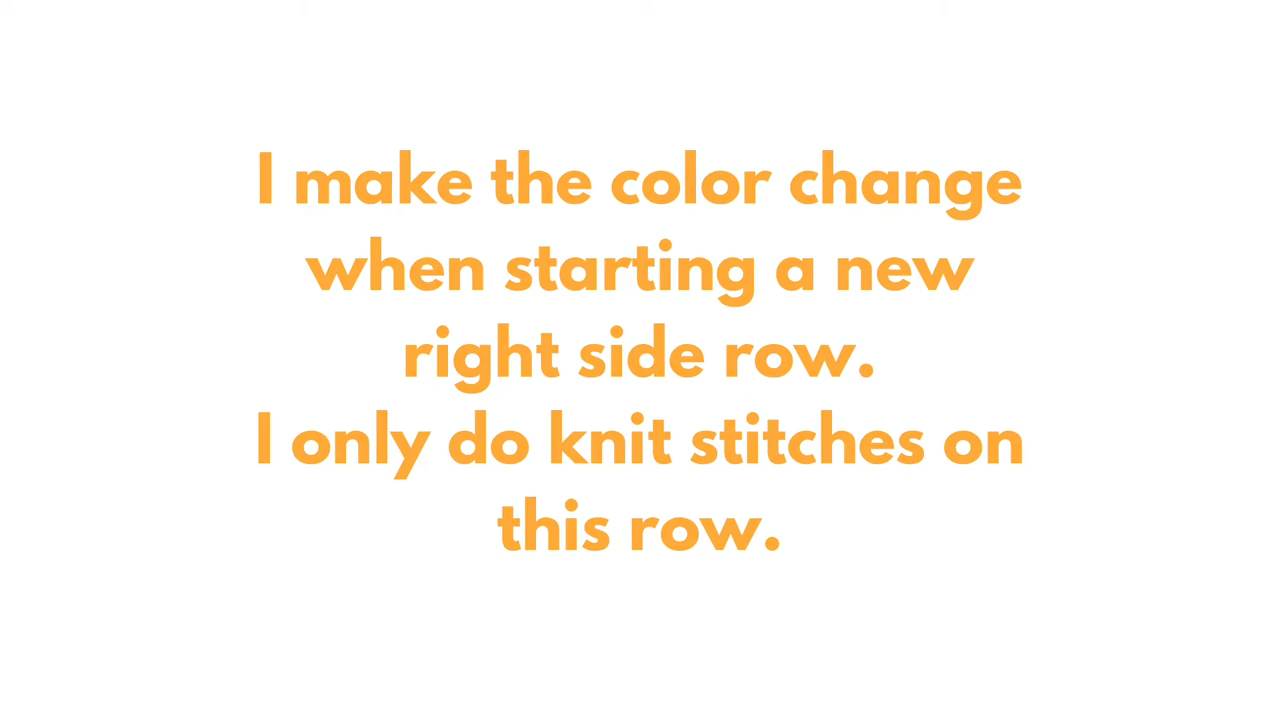 I make the color change
when starting a new
right side row.
I only do knit stitches on
this row.